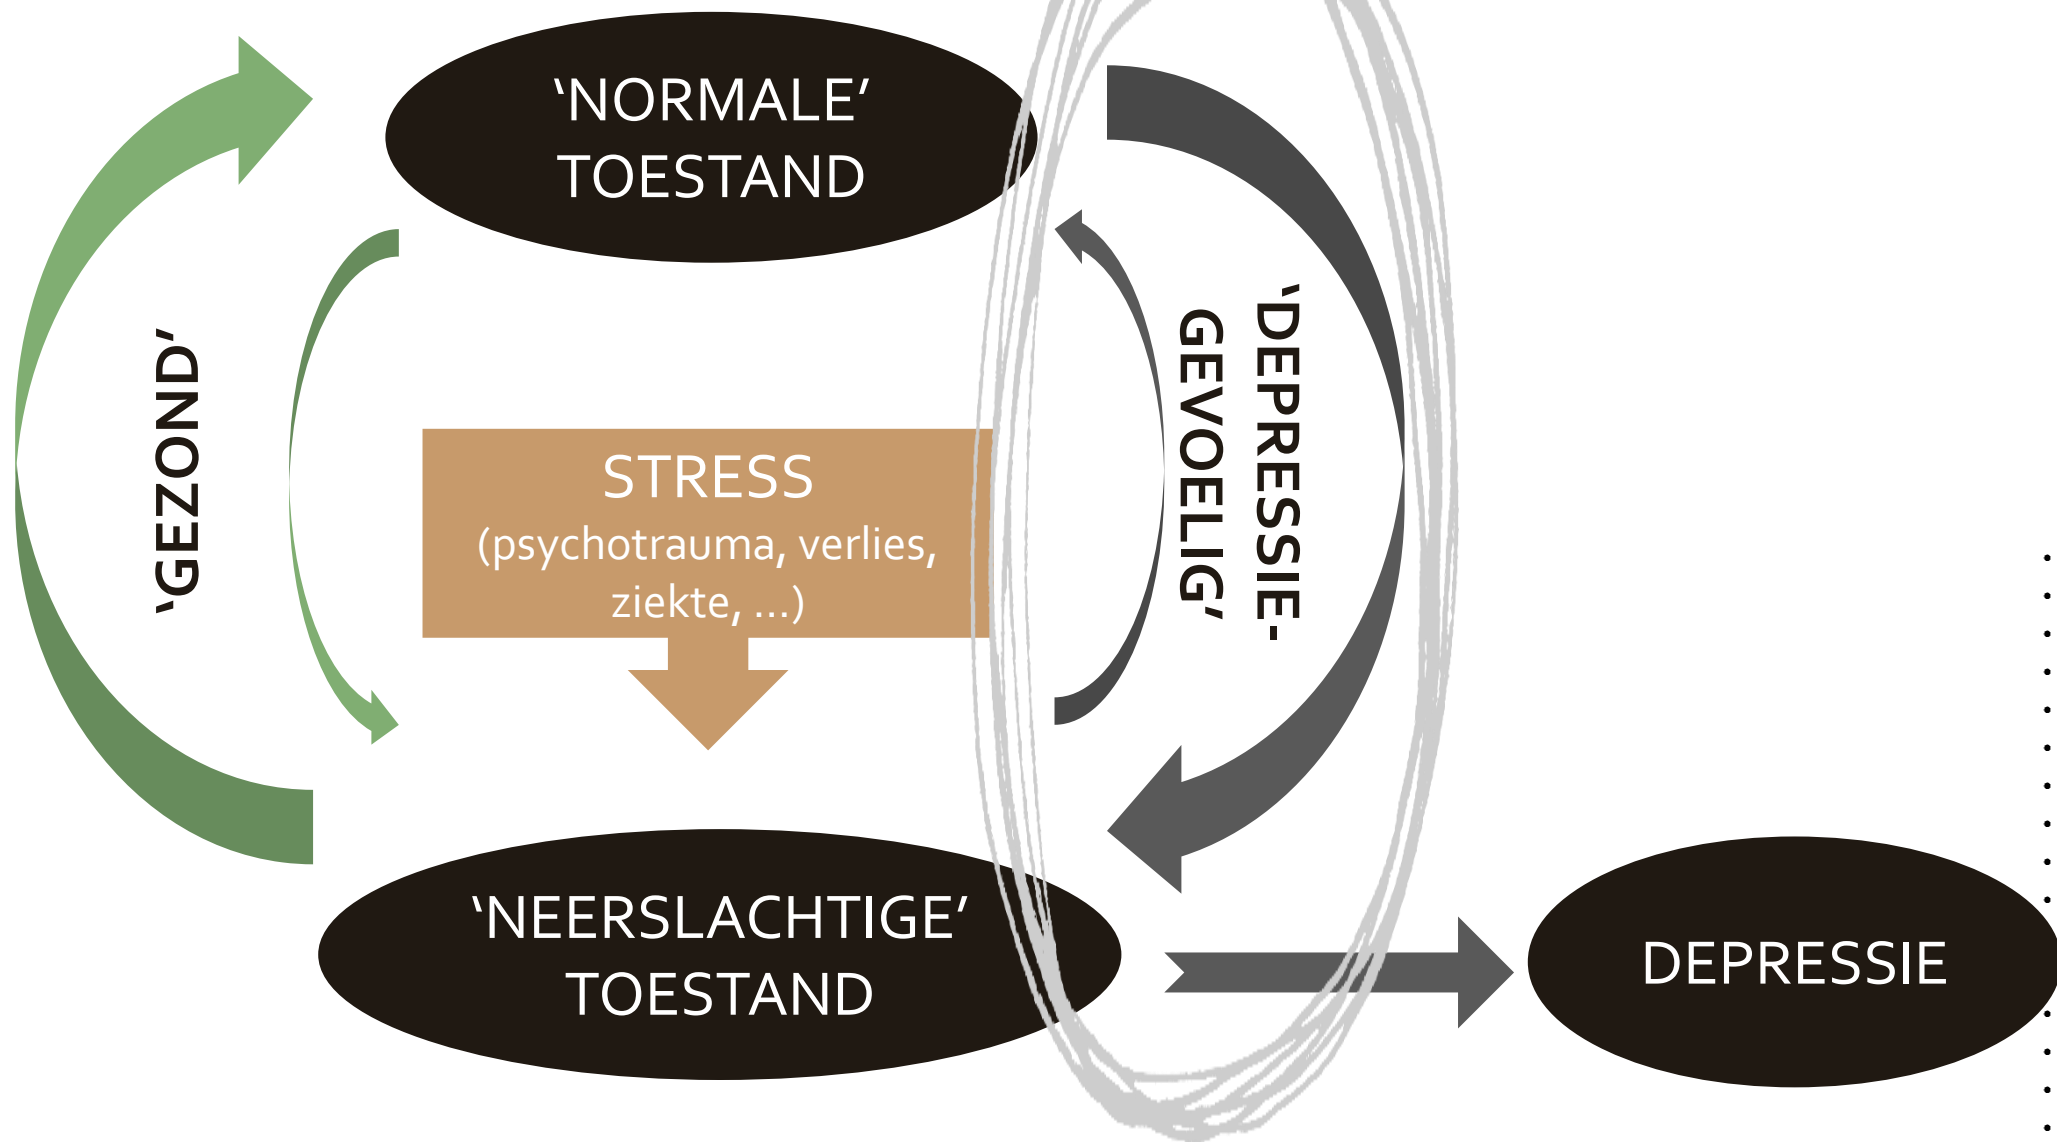 ‘NORMALE’
TOESTAND
‘GEZOND’
STRESS
(psychotrauma, verlies,
ziekte, ...)
‘DEPRESSIE-
GEVOELIG’
‘NEERSLACHTIGE’
TOESTAND
DEPRESSIE